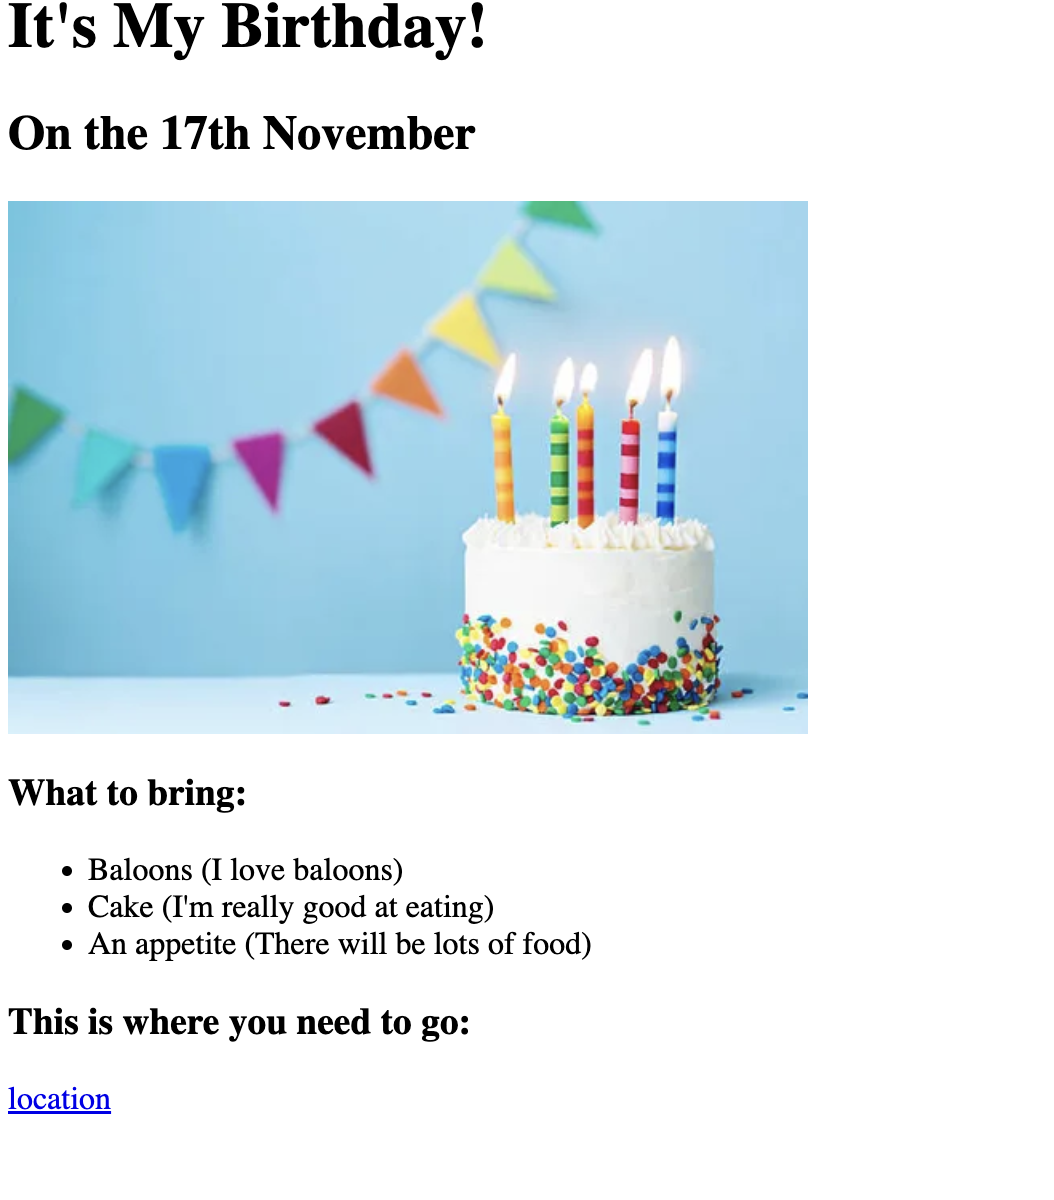 It's My Birthday!
On the 17th November
What to bring:
Baloons (I love baloons)
Cake (I'm really good at eating)
An appetite (There will be lots of food)
This is where you need to go:
location